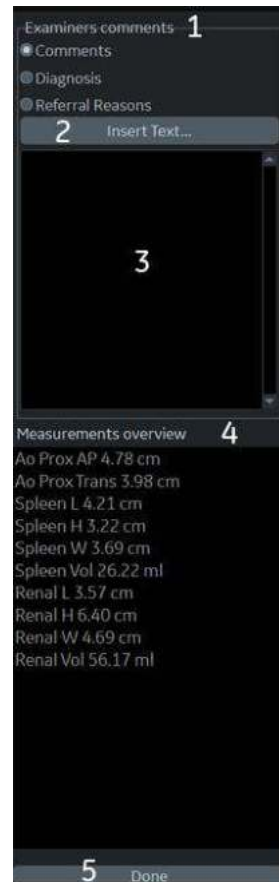 Examiners comments 1
Comments
Diagnosis
Referral Reasons
2 Insert Text...
3
Measurements overview 4
Ao Prox AP 4.78 cm
Ao Prox Trans 3.98 cm
Spleen L 4.21 cm
Spleen H 3.22 cm
Spleen W 3.69 cm
Spleen Vol 26.22 ml
Renal L 3.57 cm
Renal H 6.40 cm
Renal W 4.69 cm
Renal Vol 56.17 ml
5 Done